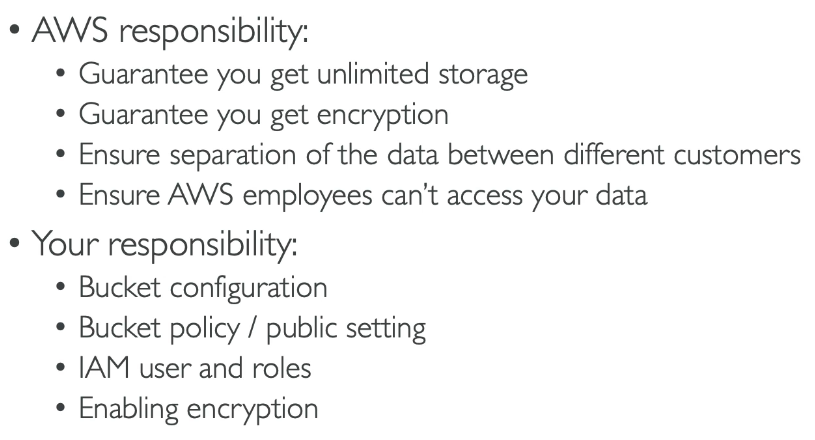 • AWS responsibility:
• Guarantee you get unlimited storage
• Guarantee you get encryption
• Ensure separation of the data between different customers
• Ensure AWS employees can't access your data
• Your responsibility:
• Bucket configuration
• Bucket policy / public setting
• IAM user and roles
• Enabling encryption